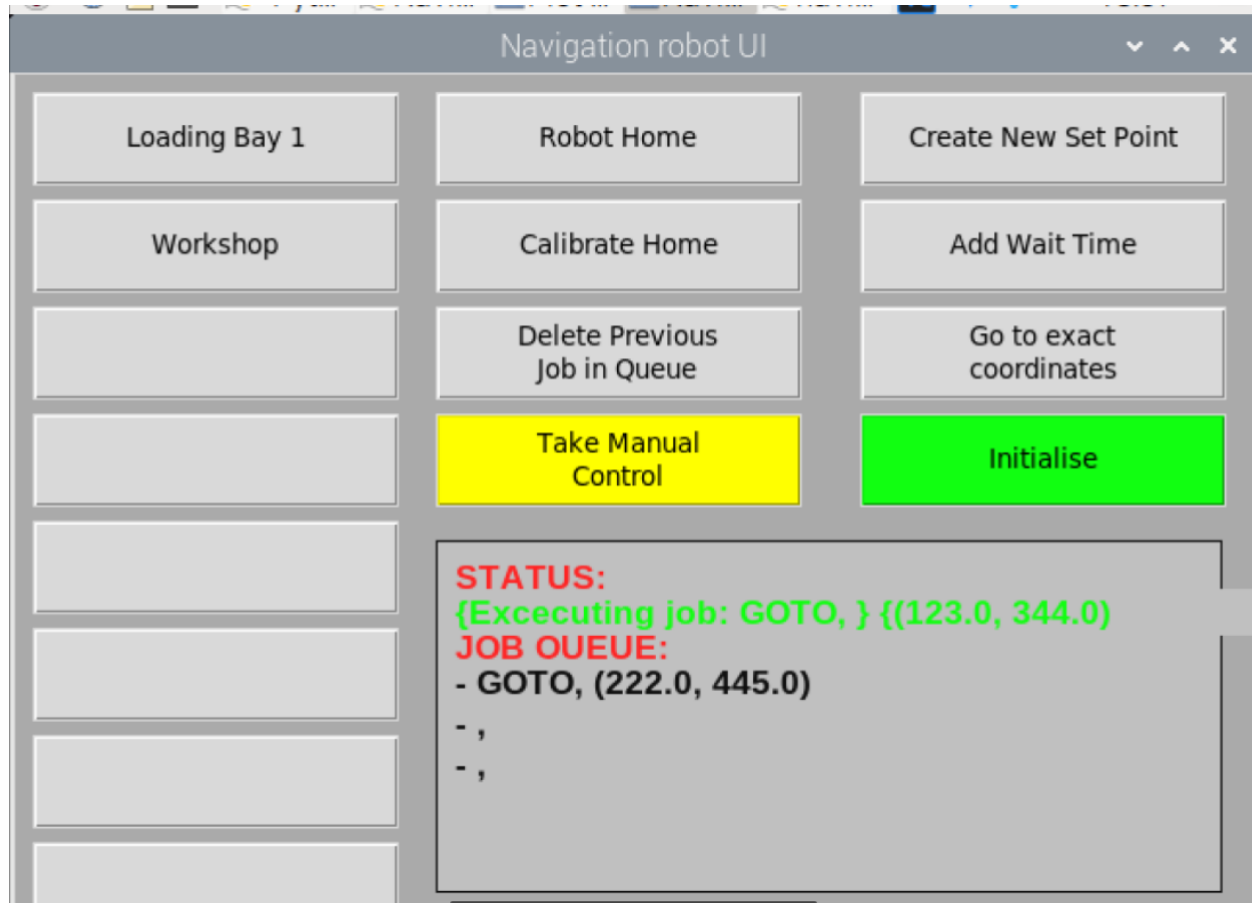 Navigation robot UI
Loading Bay 1
Robot Home
Create New Set Point
Workshop
Calibrate Home
Add Wait Time
Delete Previous
Job in Queue
Go to exact
coordinates
Take Manual
Control
Initialise
STATUS:
{Excecuting job: GOTO, } {(123.0, 344.0)
JOB QUEUE:
- GOTO, (222.0, 445.0)
- ,
- ,